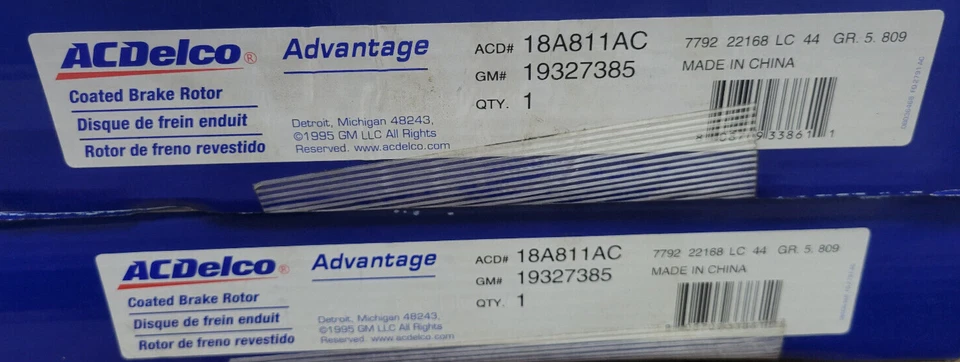 ACDelco®
Advantage
ACD# 18A811AC
7792 22168 LC 44 GR. 5. 809
GM# 19327385
MADE IN CHINA
QTY. 1
Coated Brake Rotor
Disque de frein enduit
Rotor de freno revestido
Detroit, Michigan 48243,
©1995 GM LLC All Rights
Reserved. www.acdelco.com
ACDelco®
Advantage
ACD# 18A811AC
7792 22168 LC 44 GR. 5. 809
GM# 19327385
MADE IN CHINA
QTY. 1
Coated Brake Rotor
Disque de frein enduit
Rotor de freno revestido
Detroit, Michigan 48243,
©1995 GM LLC All Rights
Reserved. www.acdelco.com